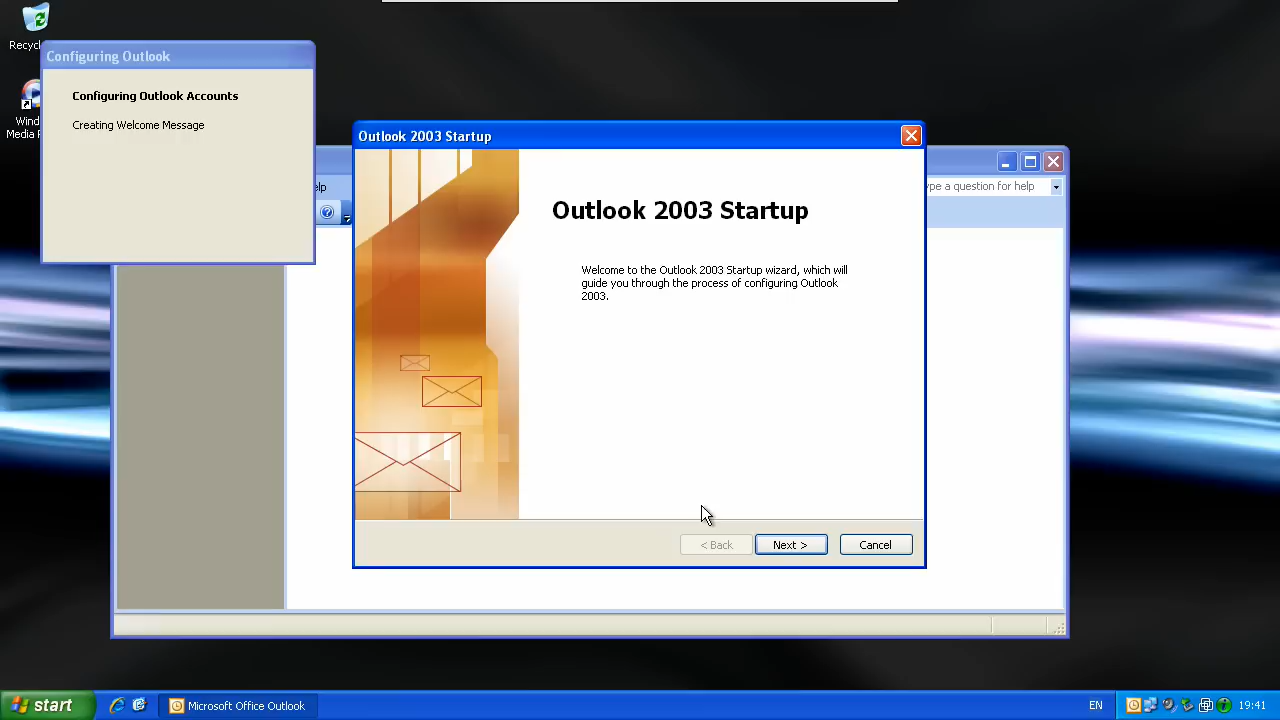 Recycl
Wind
Media P
Configuring Outlook
Configuring Outlook Accounts
Creating Welcome Message
elp
ype a question for help
Outlook 2003 Startup
Outlook 2003 Startup
Welcome to the Outlook 2003 Startup wizard, which will
guide you through the process of configuring Outlook
2003.
< Back
Next >
Cancel
start
Microsoft Office Outlook
EN
19:41